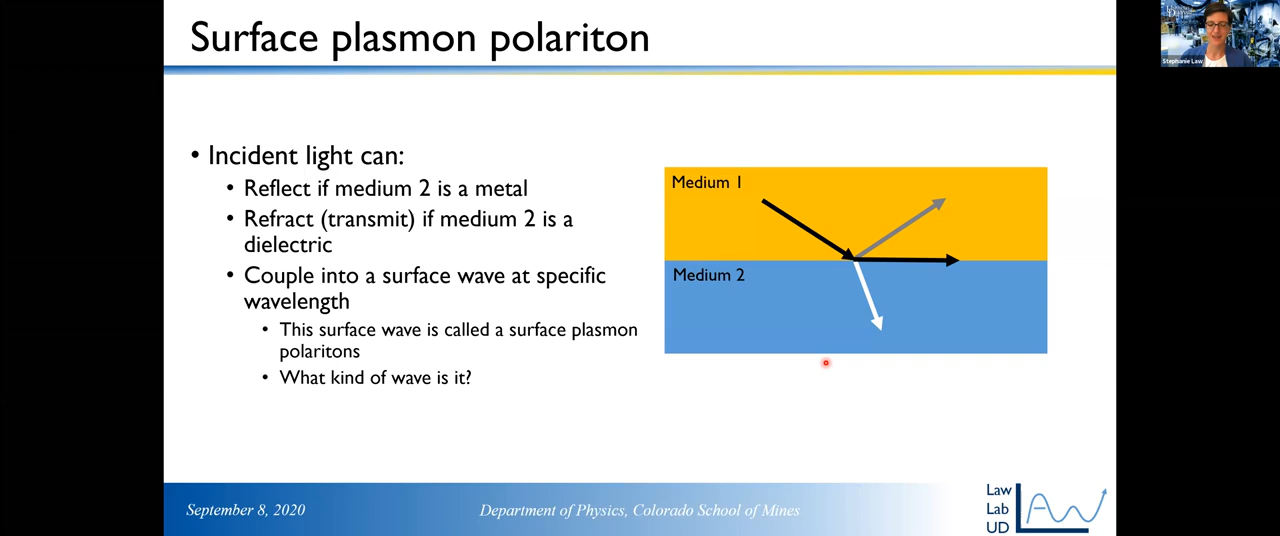 Surface plasmon polariton
• Incident light can:
• Reflect if medium 2 is a metal
• Refract (transmit) if medium 2 is a
dielectric
• Couple into a surface wave at specific
wavelength
• This surface wave is called a surface plasmon
polaritons
• What kind of wave is it?
Medium 1
Medium 2
September 8, 2020
Department of Physics, Colorado School of Mines
Law
Lab
UD
Stephanie Law